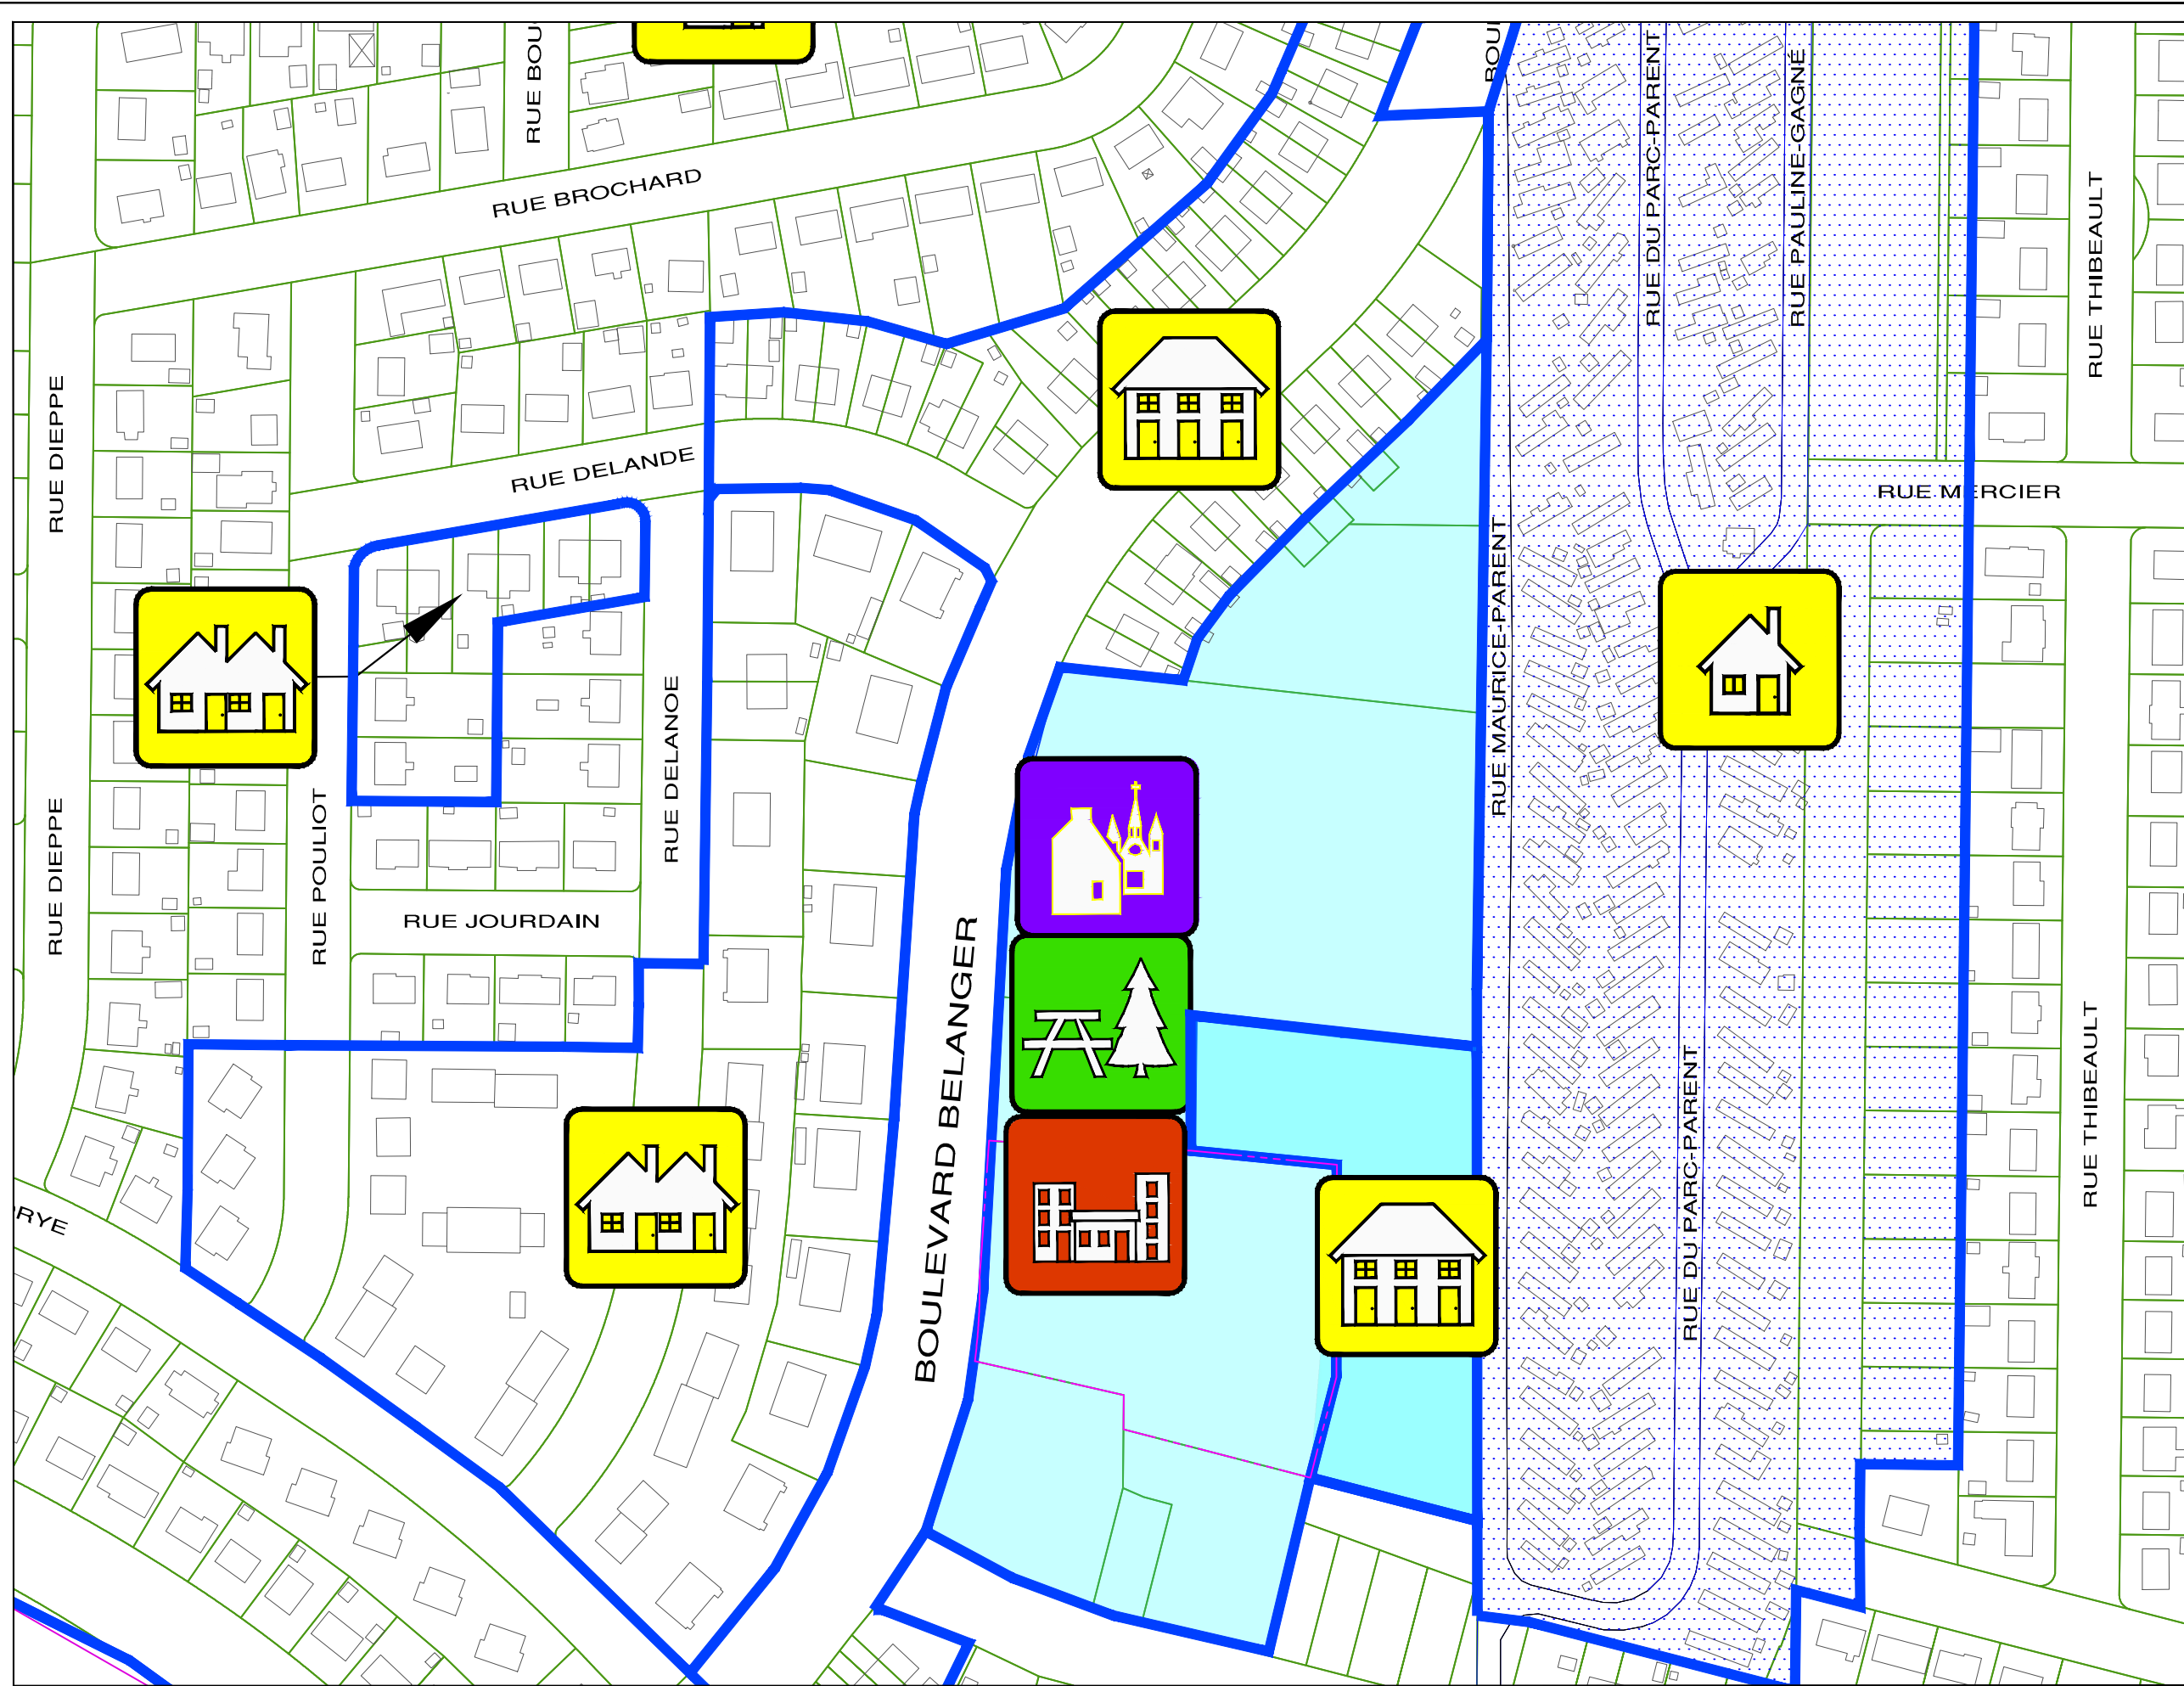 RUE BOU
BOU
RUE DU PARC-PARENT
RUE PAULINE-GAGNÉ
RUE BROCHARD
RUE THIBEAULT
RUE DIEPPE
RUE DELANDE
RUE MERCIER
RUE MAURICE-PARENT
RUE DELANOE
RUE POULIOT
RUE DIEPPE
RUE JOURDAIN
BOULEVARD BELANGER
RUE THIBEAULT
RUE DU PARC-PARENT
RYE